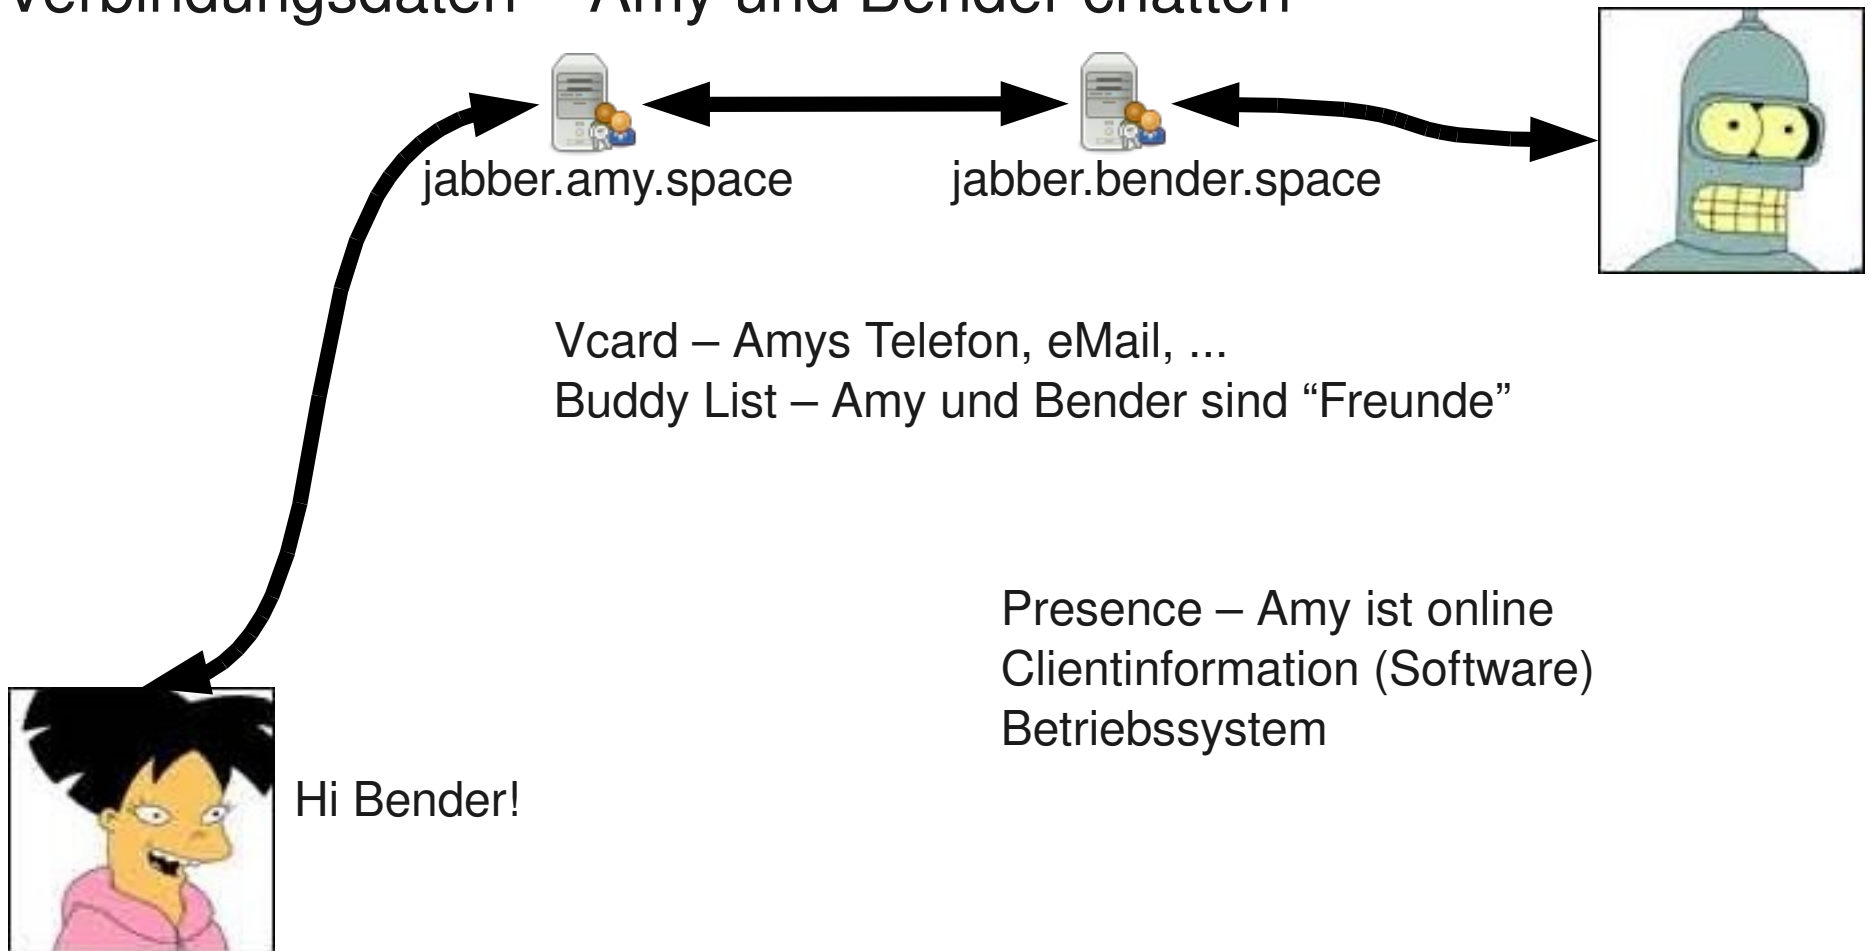 Verbindungsdaten – Amy und Bender chatten
jabber.amy.space
jabber.bender.space
Vcard – Amys Telefon, eMail, ...
Buddy List – Amy und Bender sind “Freunde”
Presence – Amy ist online
Clientinformation (Software)
Betriebssystem
Hi Bender!